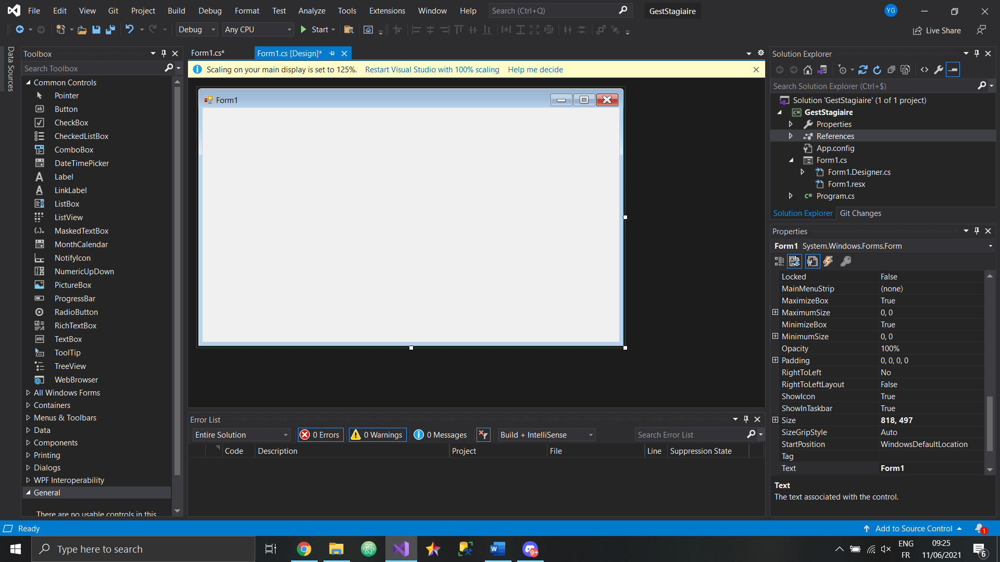 File Edit View Git Project Build Debug Format Test Analyze Tools Extensions Window Help Search (Ctrl+Q) GestStagiaire YG
Debug Any CPU Start Live Share
Data Sources
Toolbox
Search Toolbox
Common Controls
Pointer
Button
CheckBox
CheckedListBox
ComboBox
DateTimePicker
Label
LinkLabel
ListBox
ListView
MaskedTextBox
MonthCalendar
NotifyIcon
NumericUpDown
PictureBox
ProgressBar
RadioButton
RichTextBox
TextBox
ToolTip
TreeView
WebBrowser
All Windows Forms
Containers
Menus & Toolbars
Data
Components
Printing
Dialogs
WPF Interoperability
General
There are no usable controls in this
Form1.cs* Form1.cs [Design]*
Scaling on your main display is set to 125%. Restart Visual Studio with 100% scaling Help me decide
Form1
Error List
Entire Solution 0 Errors 0 Warnings 0 Messages Build + IntelliSense Search Error List
Code Description Project File Line Suppression State
Solution Explorer
Search Solution Explorer (Ctrl+$)
Solution 'GestStagiaire' (1 of 1 project)
GestStagiaire
Properties
References
App.config
Form1.cs
Form1.Designer.cs
Form1.resx
Program.cs
Solution Explorer Git Changes
Properties
Form1 System.Windows.Forms.Form
Locked False
MainMenuStrip (none)
MaximizeBox True
MaximumSize 0, 0
MinimizeBox True
MinimumSize 0, 0
Opacity 100%
Padding 0, 0, 0, 0
RightToLeft No
RightToLeftLayout False
ShowIcon True
ShowInTaskbar True
Size 818, 497
SizeGripStyle Auto
StartPosition WindowsDefaultLocation
Tag
Text Form1
Text
The text associated with the control.
Ready Add to Source Control 1
Type here to search 9+ ENG 09:25
FR 11/06/2021 6